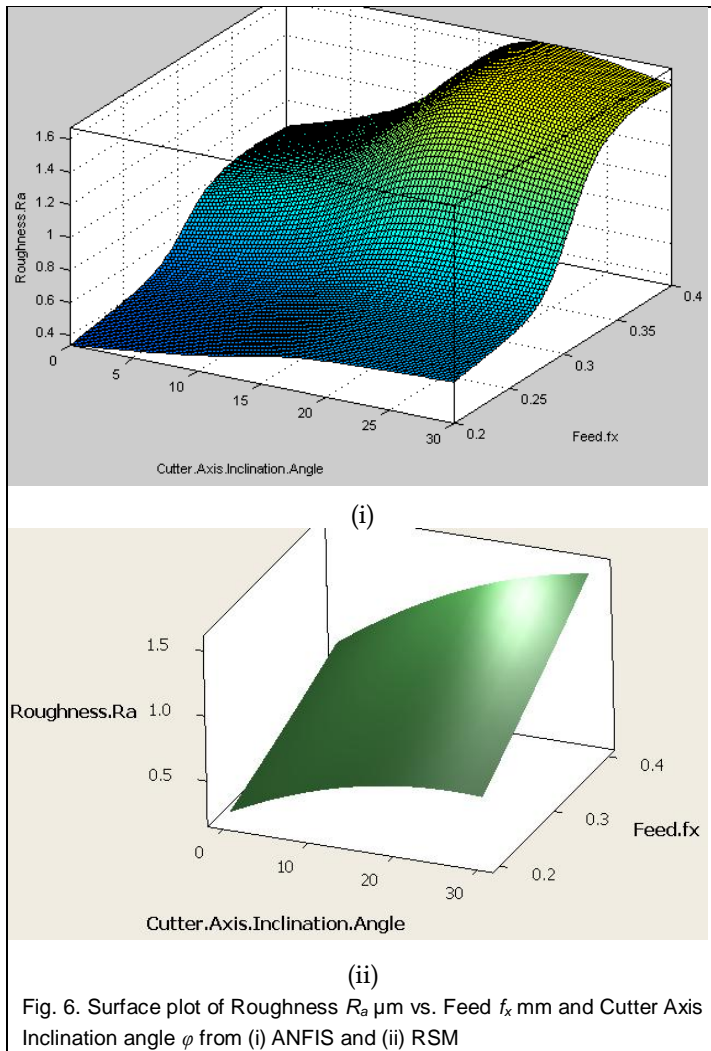 1.6
1.4
1.2
1
0.8
0.6
0.4
Roughness.Ra
0
5
10
15
20
25
30
0.2
0.25
0.3
0.35
0.4
Feed.fx
Cutter.Axis.Inclination.Angle
(i)
1.5
Roughness.Ra 1.0
0.5
0
10
20
30
0.2
0.3
0.4
Feed.fx
Cutter.Axis.Inclination.Angle
(ii)
Fig. 6. Surface plot of Roughness Ra µm vs. Feed fx mm and Cutter Axis
Inclination angle φ from (i) ANFIS and (ii) RSM